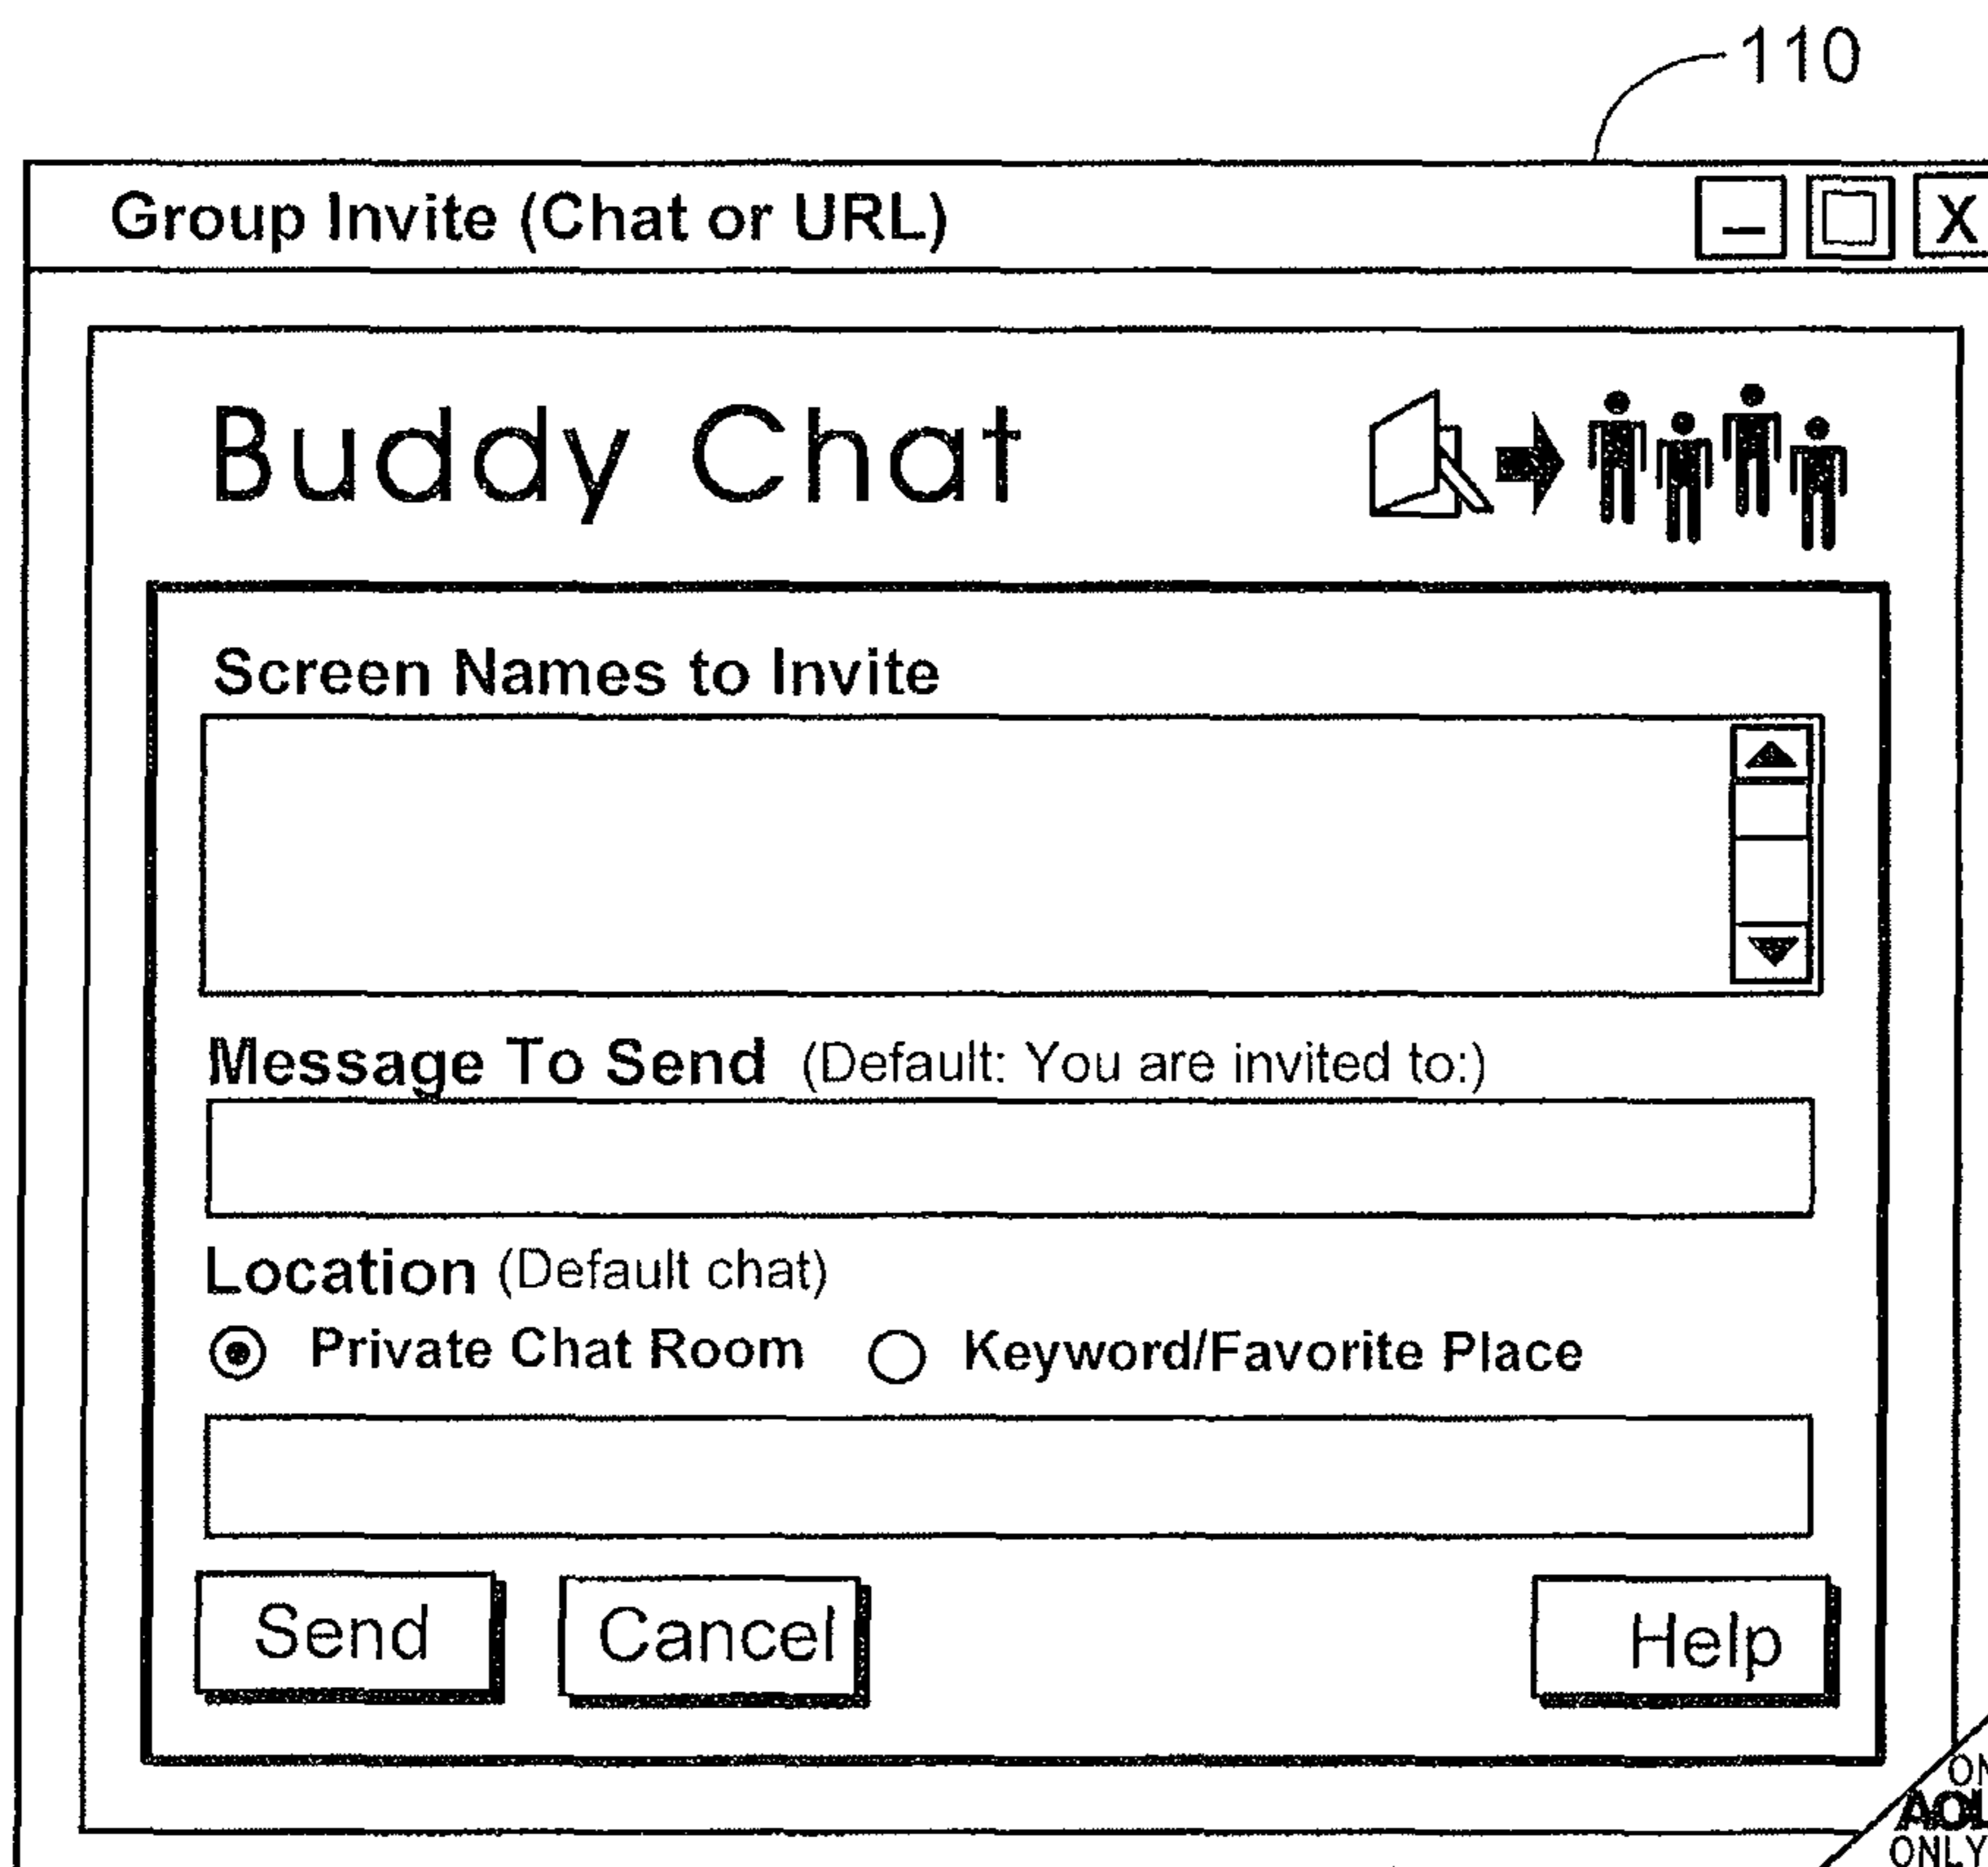 110
Group Invite (Chat or URL)
X
Buddy Chat
Screen Names to Invite
Message To Send (Default: You are invited to:)
Location (Default chat)
Private Chat Room Keyword/Favorite Place
Send Cancel Help
AOL
ONLY